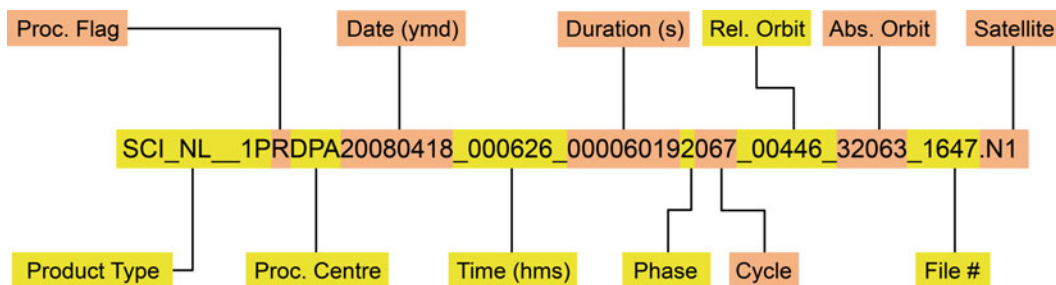 Proc. Flag Date (ymd) Duration (s) Rel. Orbit Abs. Orbit Satellite
SCI_NL__1PRDPA20080418_000626_000060192067_00446_32063_1647.N1
Product Type Proc. Centre Time (hms) Phase Cycle File #